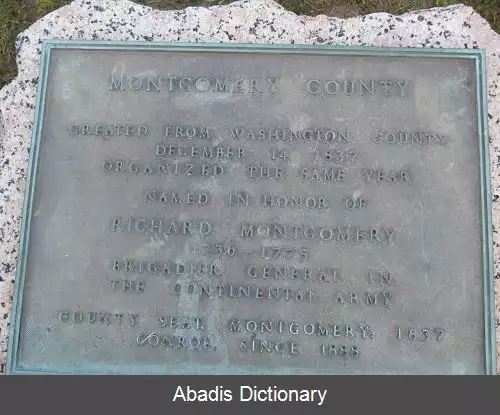 MONTGOMERY COUNTY
CREATED FROM WASHINGTON COUNTY
DECEMBER 14, 1837
ORGANIZED THE SAME YEAR
NAMED IN HONOR OF
RICHARD MONTGOMERY
1736-1775
BRIGADIER GENERAL IN
THE CONTINENTAL ARMY
COUNTY SEAT, MONTGOMERY, 1837
CONROE, SINCE 1888
Abadis Dictionary